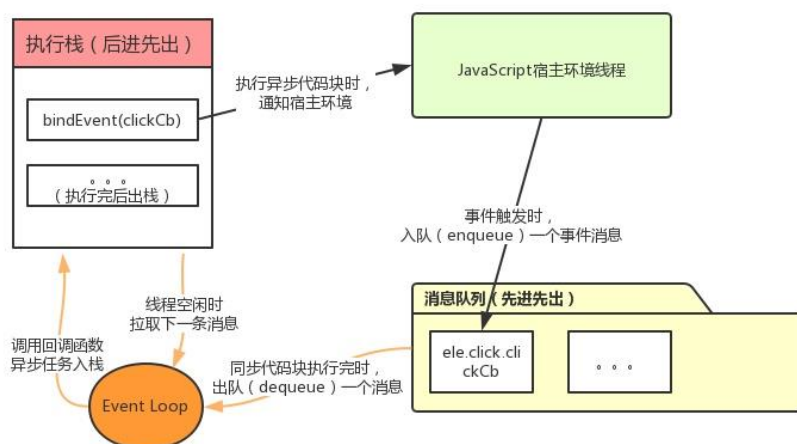 执行栈（后进先出）
bindEvent(clickCb)
。。。
（执行完后出栈）
执行异步代码块时，
通知宿主环境
JavaScript宿主环境线程
事件触发时，
入队（enqueue）一个事件消息
消息队列（先进先出）
ele.click.cli
ckCb
。。。
线程空闲时
拉取下一条消息
调用回调函数
异步任务入栈
同步代码块执行完时，
出队（dequeue）一个消息
Event Loop